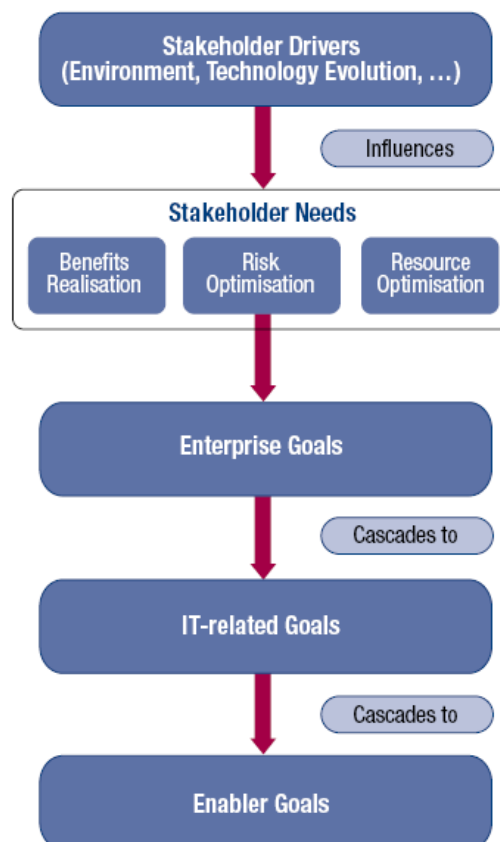 Stakeholder Drivers
(Environment, Technology Evolution, …)
Influences
Stakeholder Needs
Benefits
Realisation
Risk
Optimisation
Resource
Optimisation
Enterprise Goals
Cascades to
IT-related Goals
Cascades to
Enabler Goals